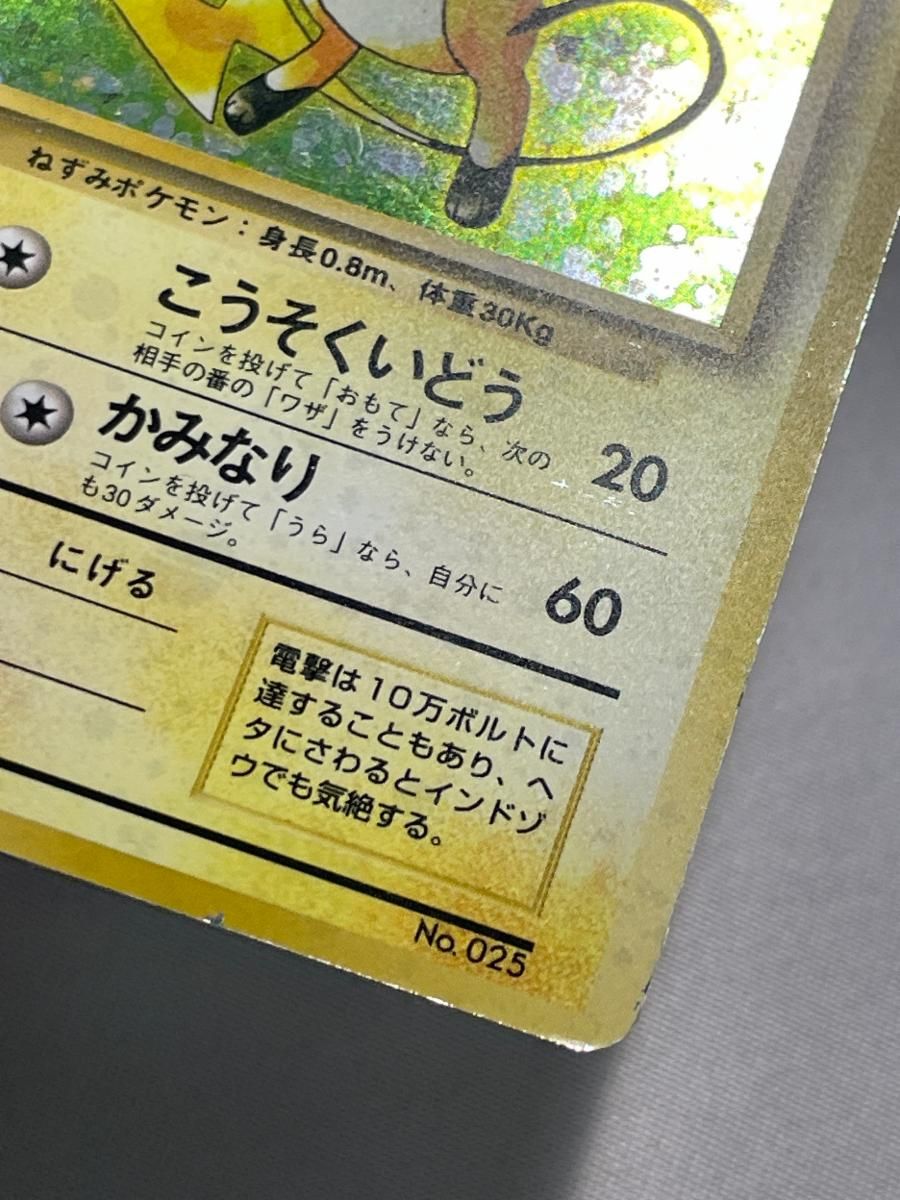 ねずみポケモン：身長0.8m、体重30Kg
こうそくいどう
コインを投げて「おもて」なら、次の
相手の番の「ワザ」をうけない。
20
かみなり
コインを投げて「うら」なら、自分に
も30ダメージ。
60
にげる
電撃は10万ボルトに
達することもあり、ヘ
タにさわるとインドゾ
ウでも気絶する。
No. 025